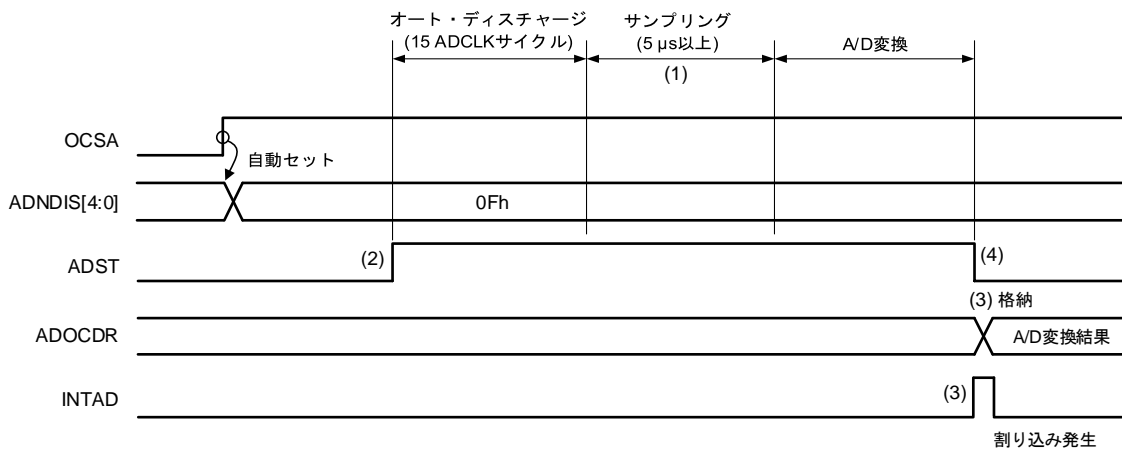 オート・ディスチャージ
(15 ADCLKサイクル)
サンプリング
(5 µs以上)
(1)
A/D変換
OCSA
自動セット
ADNDIS[4:0]
0Fh
ADST
(2)
(4)
(3) 格納
ADOCDR
A/D変換結果
INTAD
(3)
割り込み発生